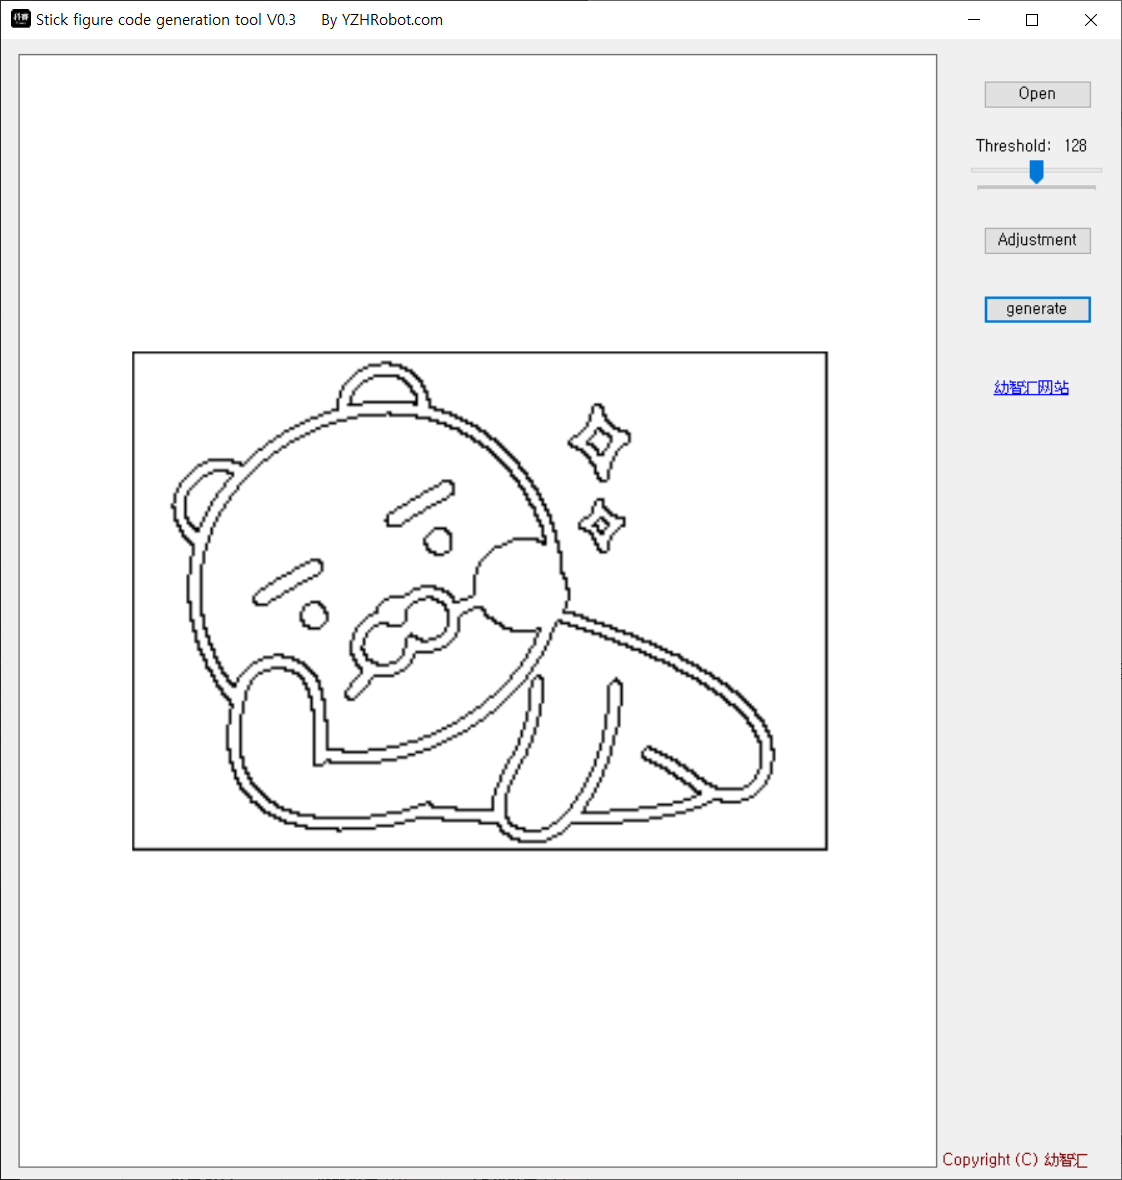 Stick figure code generation tool V0.3 By YZHRobot.com
Open
Threshold: 128
Adjustment
generate
幼智汇网站
Copyright (C) 幼智汇